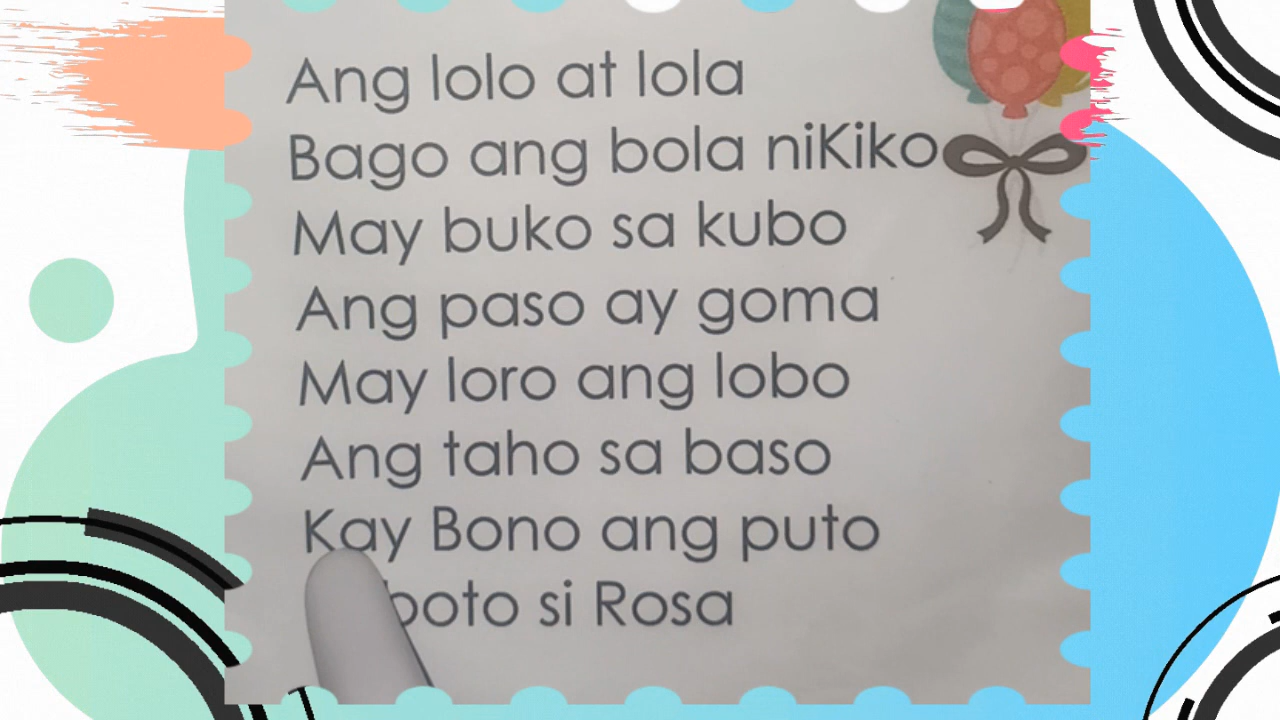 Ang lolo at lola
Bago ang bola niKiko
May buko sa kubo
Ang paso ay goma
May loro ang lobo
Ang taho sa baso
Kay Bono ang puto
si Rosa